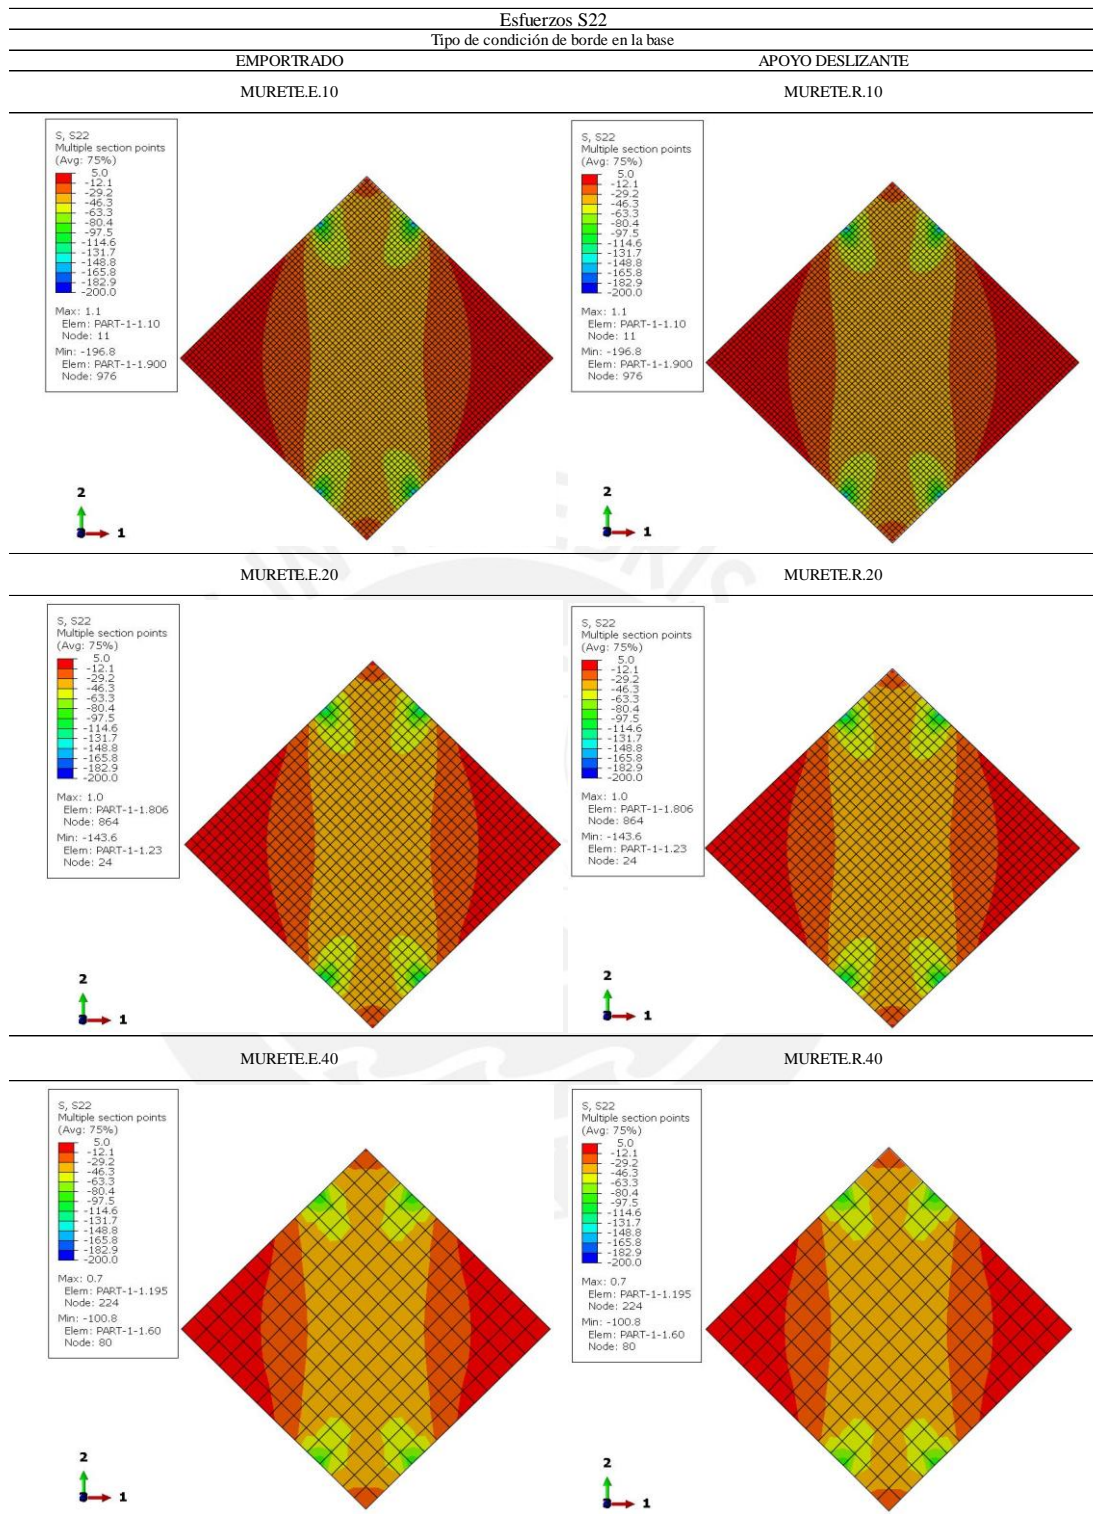 Esfuerzos S22
Tipo de condición de borde en la base
EMPORTRADO APOYO DESLIZANTE
MURETE.E.10 MURETE.R.10
S, S22
Multiple section points
(Avg: 75%)
5.0
-12.1
-29.2
-46.3
-63.3
-80.4
-97.5
-114.6
-131.7
-148.8
-165.8
-182.9
-200.0
Max: 1.1
Elem: PART-1-1.10
Node: 11
Min: -196.8
Elem: PART-1-1.900
Node: 976
2
3 1
S, S22
Multiple section points
(Avg: 75%)
5.0
-12.1
-29.2
-46.3
-63.3
-80.4
-97.5
-114.6
-131.7
-148.8
-165.8
-182.9
-200.0
Max: 1.1
Elem: PART-1-1.10
Node: 11
Min: -196.8
Elem: PART-1-1.900
Node: 976
2
3 1
MURETE.E.20 MURETE.R.20
S, S22
Multiple section points
(Avg: 75%)
5.0
-12.1
-29.2
-46.3
-63.3
-80.4
-97.5
-114.6
-131.7
-148.8
-165.8
-182.9
-200.0
Max: 1.0
Elem: PART-1-1.806
Node: 864
Min: -143.6
Elem: PART-1-1.23
Node: 24
2
3 1
S, S22
Multiple section points
(Avg: 75%)
5.0
-12.1
-29.2
-46.3
-63.3
-80.4
-97.5
-114.6
-131.7
-148.8
-165.8
-182.9
-200.0
Max: 1.0
Elem: PART-1-1.806
Node: 864
Min: -143.6
Elem: PART-1-1.23
Node: 24
2
3 1
MURETE.E.40 MURETE.R.40
S, S22
Multiple section points
(Avg: 75%)
5.0
-12.1
-29.2
-46.3
-63.3
-80.4
-97.5
-114.6
-131.7
-148.8
-165.8
-182.9
-200.0
Max: 0.7
Elem: PART-1-1.195
Node: 224
Min: -100.8
Elem: PART-1-1.60
Node: 80
2
3 1
S, S22
Multiple section points
(Avg: 75%)
5.0
-12.1
-29.2
-46.3
-63.3
-80.4
-97.5
-114.6
-131.7
-148.8
-165.8
-182.9
-200.0
Max: 0.7
Elem: PART-1-1.195
Node: 224
Min: -100.8
Elem: PART-1-1.60
Node: 80
2
3 1